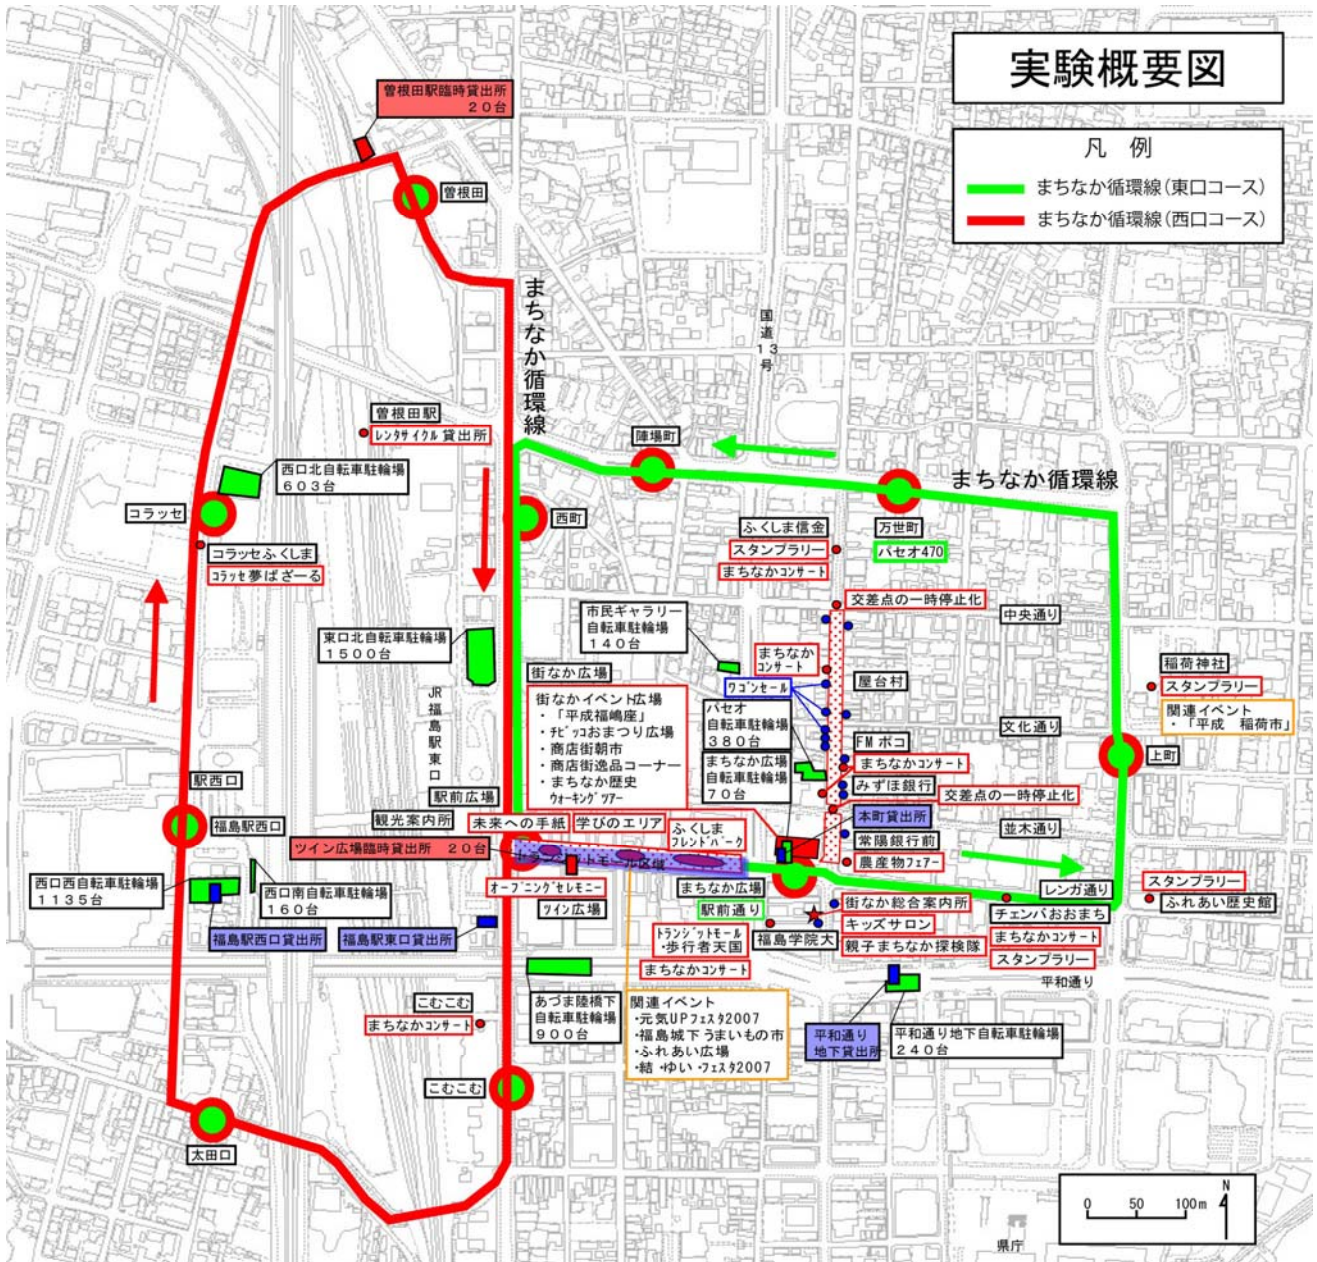 実験概要図
凡 例
まちなか循環線(東口コース)
まちなか循環線(西口コース)
曽根田駅臨時貸出所
20台
曽根田
まちなか循環線
国道13号
曽根田駅
レンタサイクル貸出所
陣場町
まちなか循環線
西口北自転車駐輪場
603台
コラッセ
西町
万世町
パセオ470
ふくしま信金
スタンプラリー
まちなかコンサート
コラッセふくしま
コラッセ夢ばざーる
交差点の一時停止化
中央通り
市民ギャラリー
自転車駐輪場
140台
東口北自転車駐輪場
1500台
まちなか
コンサート
稲荷神社
スタンプラリー
関連イベント
・「平成 稲荷市」
街なか広場
街なかイベント広場
・「平成福嶋座」
・チビッコおまつり広場
・商店街朝市
・商店街逸品コーナー
・まちなか歴史
ウォーキングツアー
ワゴンセール
屋台村
JR福島駅東口
パセオ
自転車駐輪場
380台
文化通り
FMポコ
上町
まちなか広場
自転車駐輪場
70台
まちなかコンサート
みずほ銀行
駅西口
駅前広場
交差点の一時停止化
福島駅西口
観光案内所
未来への手紙
学びのエリア
ふくしま
フレンドパーク
本町貸出所
並木通り
常陽銀行前
ツイン広場臨時貸出所 20台
トランジットモール区間
農産物フェアー
西口西自転車駐輪場
1135台
西口南自転車駐輪場
160台
オープニングセレモニー
ツイン広場
まちなか広場
駅前通り
レンガ通り
スタンプラリー
ふれあい歴史館
街なか総合案内所
チェンバおおまち
福島駅西口貸出所
福島駅東口貸出所
トランジットモール
・歩行者天国
福島学院大
キッズサロン
まちなかコンサート
親子まちなか探検隊
スタンプラリー
まちなかコンサート
平和通り
こむこむ
まちなかコンサート
あづま陸橋下
自転車駐輪場
900台
関連イベント
・元気UPフェスタ2007
・福島城下うまいもの市
・ふれあい広場
・結・ゆい・フェスタ2007
平和通り
地下貸出所
平和通り地下自転車駐輪場
240台
こむこむ
太田口
0 50 100m
N
県庁